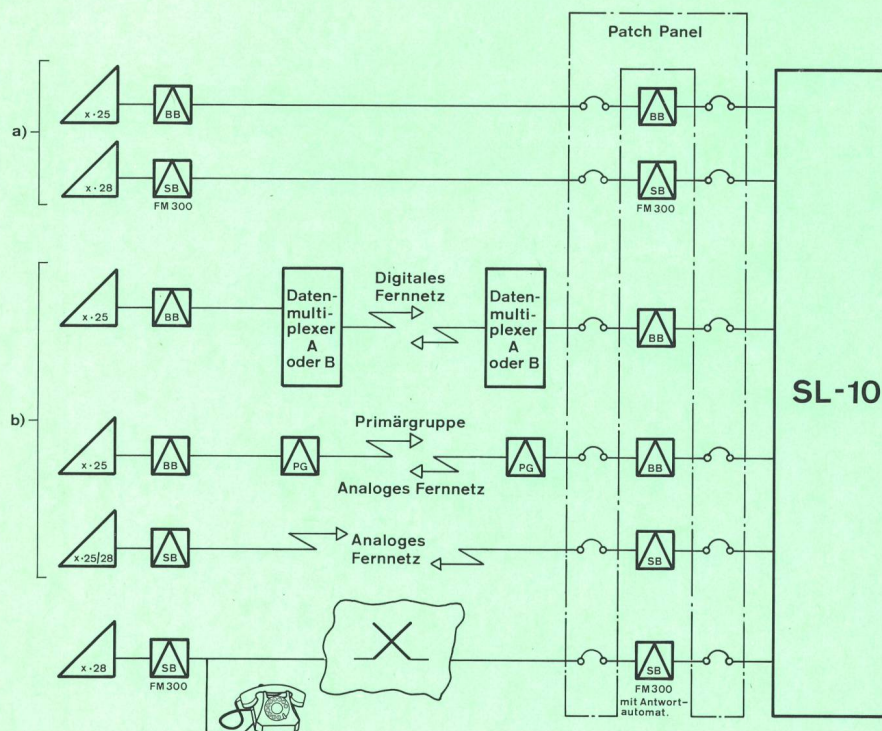 Patch Panel
a)
x·25
BB
BB
x·28
SB
FM 300
SB
FM 300
SL-10
b)
x·25
BB
Daten-
multi-
plexer
A
oder B
Digitales
Fernnetz
Daten-
multi-
plexer
A
oder B
BB
x·25
BB
PG
Primärgruppe
Analoges Fernnetz
PG
BB
x·25/28
SB
Analoges
Fernnetz
SB
x·28
SB
FM 300
SB
FM 300
mit Antwort-
automat.